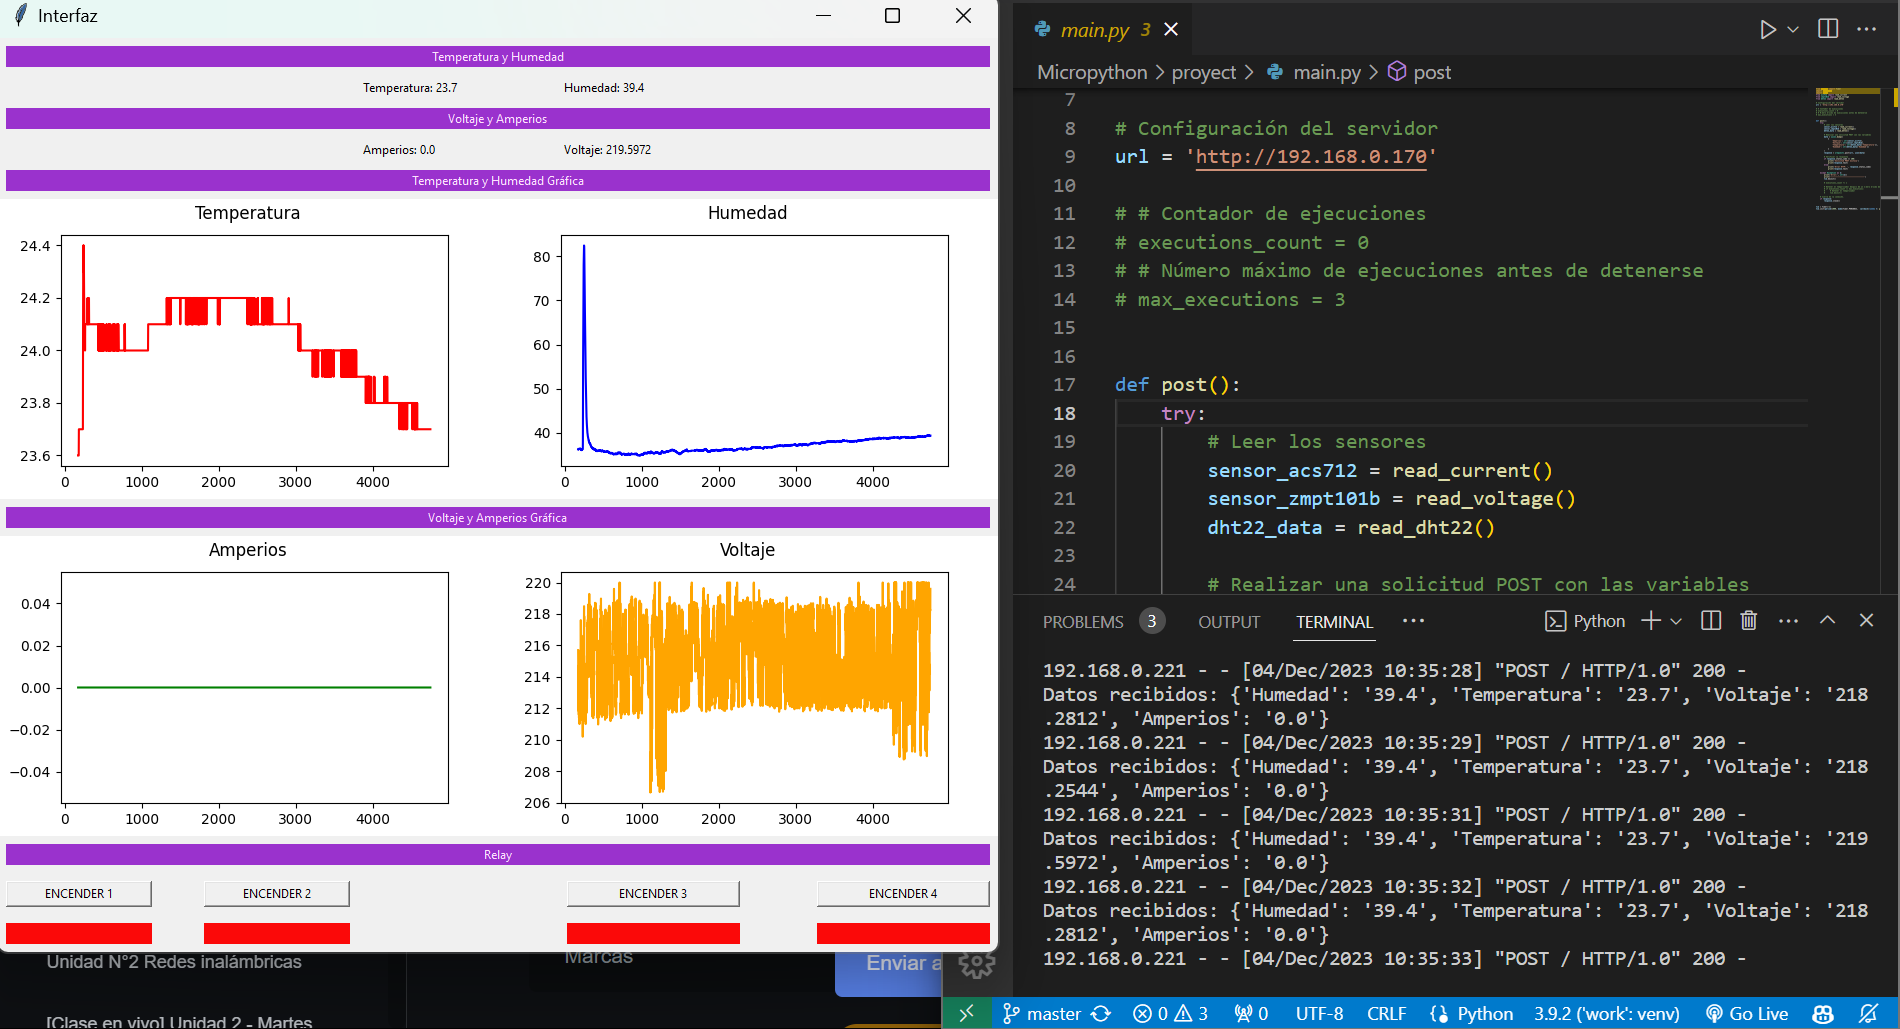 Interfaz
Temperatura y Humedad
Temperatura: 23.7 Humedad: 39.4
Voltaje y Amperios
Amperios: 0.0 Voltaje: 219.5972
Temperatura y Humedad Gráfica
Temperatura
24.4
24.2
24.0
23.8
23.6
0 1000 2000 3000 4000
Humedad
80
70
60
50
40
0 1000 2000 3000 4000
Voltaje y Amperios Gráfica
Amperios
0.04
0.02
0.00
−0.02
−0.04
0 1000 2000 3000 4000
Voltaje
220
218
216
214
212
210
208
206
0 1000 2000 3000 4000
Relay
ENCENDER 1 ENCENDER 2 ENCENDER 3 ENCENDER 4
Unidad N°2 Redes inalámbricas
[Clase en vivo] Unidad 2 - Martes
Marcas
Enviar a
main.py 3
Micropython > proyect > main.py > post
7
8 # Configuración del servidor
9 url = 'http://192.168.0.170'
10
11 # # Contador de ejecuciones
12 # executions_count = 0
13 # # Número máximo de ejecuciones antes de detenerse
14 # max_executions = 3
15
16
17 def post():
18 try:
19 # Leer los sensores
20 sensor_acs712 = read_current()
21 sensor_zmpt101b = read_voltage()
22 dht22_data = read_dht22()
23
24 # Realizar una solicitud POST con las variables
PROBLEMS 3 OUTPUT TERMINAL ··· Python
192.168.0.221 - - [04/Dec/2023 10:35:28] "POST / HTTP/1.0" 200 -
Datos recibidos: {'Humedad': '39.4', 'Temperatura': '23.7', 'Voltaje': '218
.2812', 'Amperios': '0.0'}
192.168.0.221 - - [04/Dec/2023 10:35:29] "POST / HTTP/1.0" 200 -
Datos recibidos: {'Humedad': '39.4', 'Temperatura': '23.7', 'Voltaje': '218
.2544', 'Amperios': '0.0'}
192.168.0.221 - - [04/Dec/2023 10:35:31] "POST / HTTP/1.0" 200 -
Datos recibidos: {'Humedad': '39.4', 'Temperatura': '23.7', 'Voltaje': '219
.5972', 'Amperios': '0.0'}
192.168.0.221 - - [04/Dec/2023 10:35:32] "POST / HTTP/1.0" 200 -
Datos recibidos: {'Humedad': '39.4', 'Temperatura': '23.7', 'Voltaje': '218
.2812', 'Amperios': '0.0'}
192.168.0.221 - - [04/Dec/2023 10:35:33] "POST / HTTP/1.0" 200 -
master 0 3 0 UTF-8 CRLF Python 3.9.2 ('work': venv) Go Live